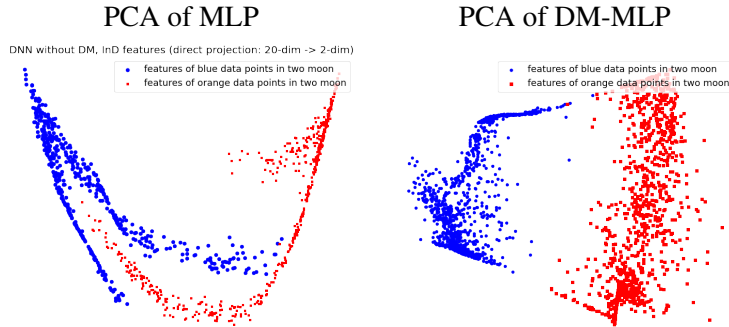 PCA of MLP
PCA of DM-MLP
DNN without DM, InD features (direct projection: 20-dim -> 2-dim)
features of blue data points in two moon
features of orange data points in two moon
features of blue data points in two moon
features of orange data points in two moon